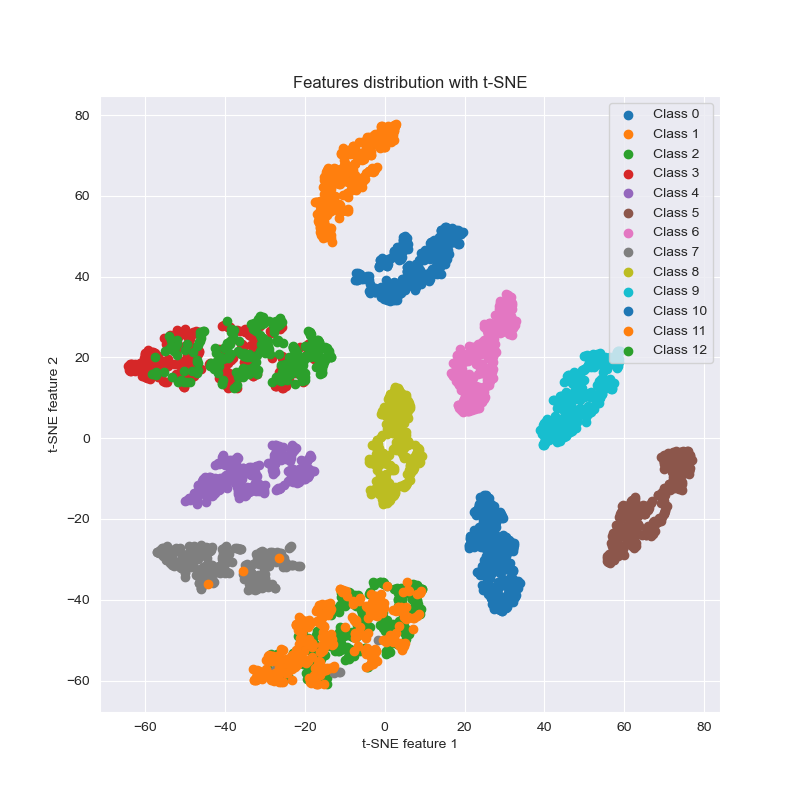 Features distribution with t-SNE
Class 0
Class 1
Class 2
Class 3
Class 4
Class 5
Class 6
Class 7
Class 8
Class 9
Class 10
Class 11
Class 12
80
60
40
20
0
−20
−40
−60
t-SNE feature 2
−60 −40 −20 0 20 40 60 80
t-SNE feature 1